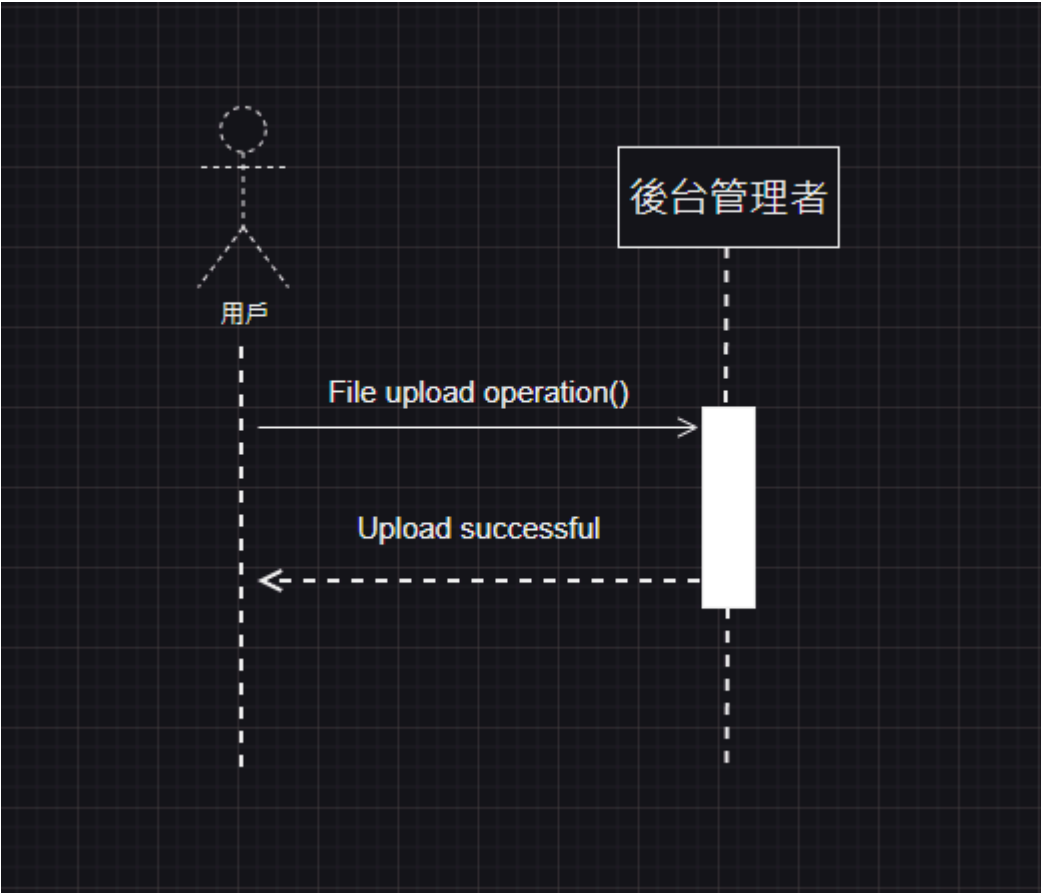 後台管理者
用戶
File upload operation()
Upload successful